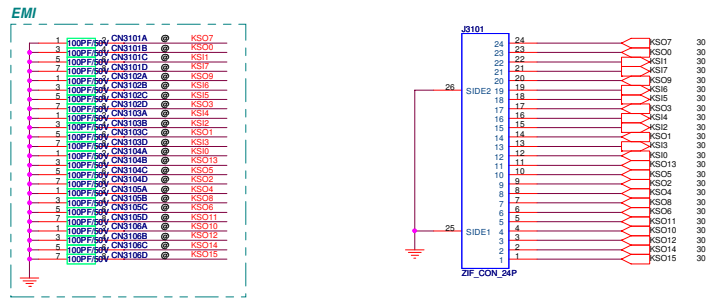 EMI
1 100PF/50V 2 CN3101A @ KSO7
3 100PF/50V CN3101B @ KSO0
5 100PF/50V CN3101C @ KSI1
7 100PF/50V CN3101D @ KSI7
1 100PF/50V CN3102A @ KSO9
3 100PF/50V CN3102B @ KSI6
5 100PF/50V CN3102C @ KSI5
7 100PF/50V CN3102D @ KSO3
1 100PF/50V CN3103A @ KSI4
3 100PF/50V CN3103B @ KSI2
5 100PF/50V CN3103C @ KSO1
7 100PF/50V CN3103D @ KSI3
1 100PF/50V CN3104A @ KSI0
3 100PF/50V CN3104B @ KSO13
5 100PF/50V CN3104C @ KSO5
7 100PF/50V CN3104D @ KSO2
1 100PF/50V CN3105A @ KSO4
3 100PF/50V CN3105B @ KSO8
5 100PF/50V CN3105C @ KSO6
7 100PF/50V CN3105D @ KSO11
1 100PF/50V CN3106A @ KSO10
3 100PF/50V CN3106B @ KSO12
5 100PF/50V CN3106C @ KSO14
7 100PF/50V CN3106D @ KSO15
J3101
24 24 KSO7 30
23 23 KSO0 30
22 22 KSI1 30
21 21 KSI7 30
20 20 KSO9 30
26 SIDE2 19 19 KSI6 30
18 18 KSI5 30
17 17 KSO3 30
16 16 KSI4 30
15 15 KSI2 30
14 14 KSO1 30
13 13 KSI3 30
12 12 KSI0 30
11 11 KSO13 30
10 10 KSO5 30
9 9 KSO2 30
8 8 KSO4 30
7 7 KSO8 30
6 6 KSO6 30
5 5 KSO11 30
25 SIDE1 4 4 KSO10 30
3 3 KSO12 30
2 2 KSO14 30
1 1 KSO15 30
ZIF_CON_24P